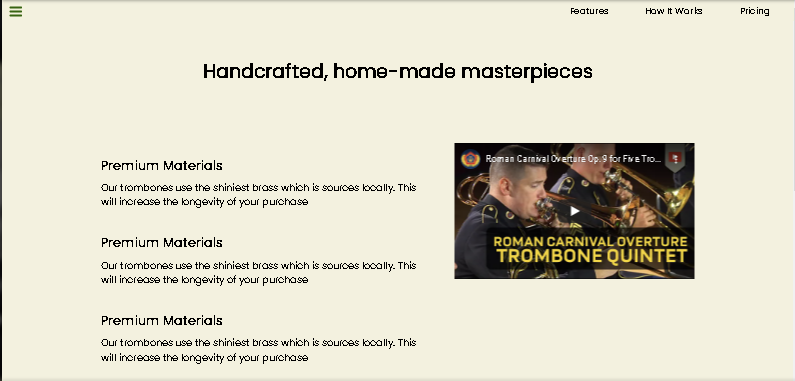 Features How It Works Pricing
Handcrafted, home-made masterpieces
Premium Materials
Our trombones use the shiniest brass which is sources locally. This
will increase the longevity of your purchase
Premium Materials
Our trombones use the shiniest brass which is sources locally. This
will increase the longevity of your purchase
Premium Materials
Our trombones use the shiniest brass which is sources locally. This
will increase the longevity of your purchase
Roman Carnival Overture Op. 9 for Five Tro...
ROMAN CARNIVAL OVERTURE
TROMBONE QUINTET